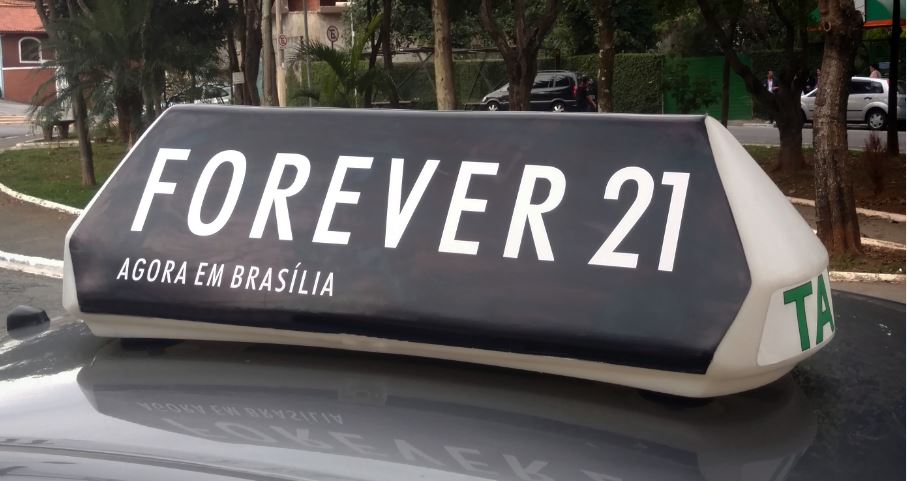 FOREVER 21
AGORA EM BRASÍLIA
TA